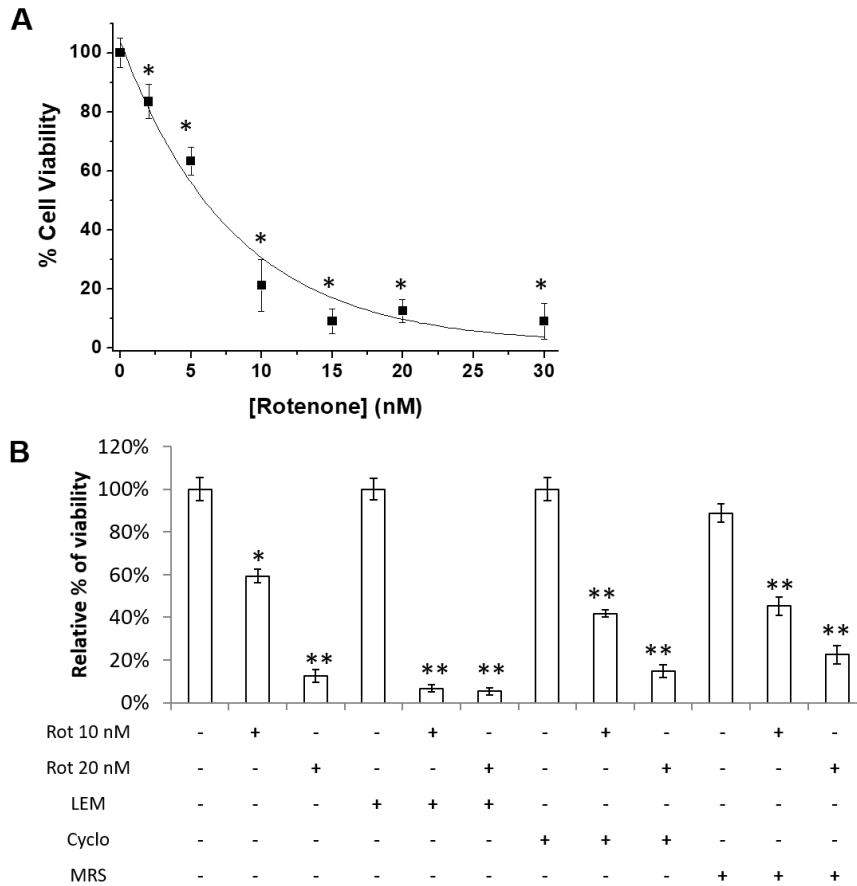 A
% Cell Viability
100
80
60
40
20
0
* * * * * *
0 5 10 15 20 25 30
[Rotenone] (nM)
B
Relative % of viability
120%
100%
80%
60%
40%
20%
0%
* ** ** ** ** ** ** **
Rot 10 nM - + - - + - - + - - + -
Rot 20 nM - - + - - + - - + - - +
LEM - - - + + + - - - - - -
Cyclo - - - - - - + + + - - -
MRS - - - - - - - - - + + +